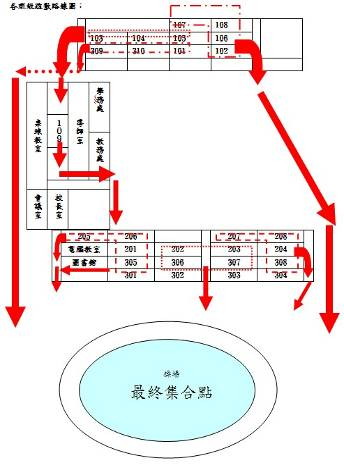 各班級疏散路線圖：
107 108
103 104 105 106
309 310 101 102
學務處
桌球教室
109
導師室
教務處
會議室
校長室
205 206 207 208
電腦教室 201 202 203 204
圖書館 305 306 307 308
301 302 303 304
操場
最終集合點